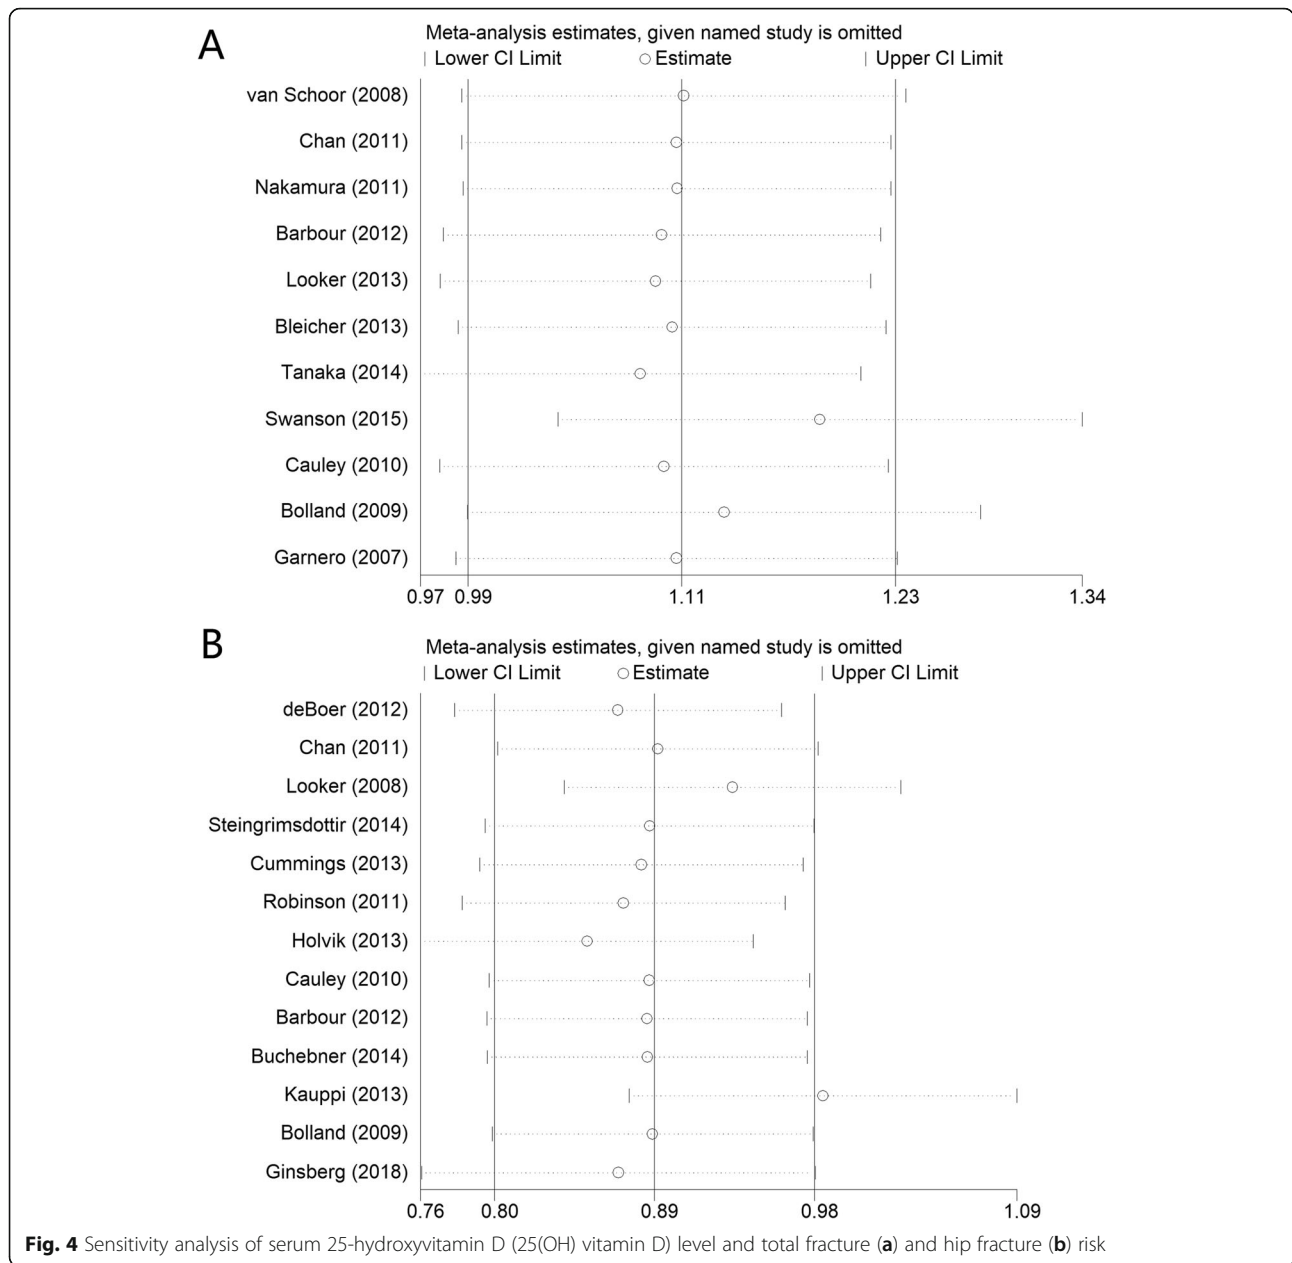 A
Meta-analysis estimates, given named study is omitted
| Lower CI Limit ○ Estimate | Upper CI Limit
van Schoor (2008)
Chan (2011)
Nakamura (2011)
Barbour (2012)
Looker (2013)
Bleicher (2013)
Tanaka (2014)
Swanson (2015)
Cauley (2010)
Bolland (2009)
Garnero (2007)
0.97 0.99 1.11 1.23 1.34
B
Meta-analysis estimates, given named study is omitted
| Lower CI Limit ○ Estimate | Upper CI Limit
deBoer (2012)
Chan (2011)
Looker (2008)
Steingrimsdottir (2014)
Cummings (2013)
Robinson (2011)
Holvik (2013)
Cauley (2010)
Barbour (2012)
Buchebner (2014)
Kauppi (2013)
Bolland (2009)
Ginsberg (2018)
0.76 0.80 0.89 0.98 1.09
Fig. 4 Sensitivity analysis of serum 25-hydroxyvitamin D (25(OH) vitamin D) level and total fracture (a) and hip fracture (b) risk